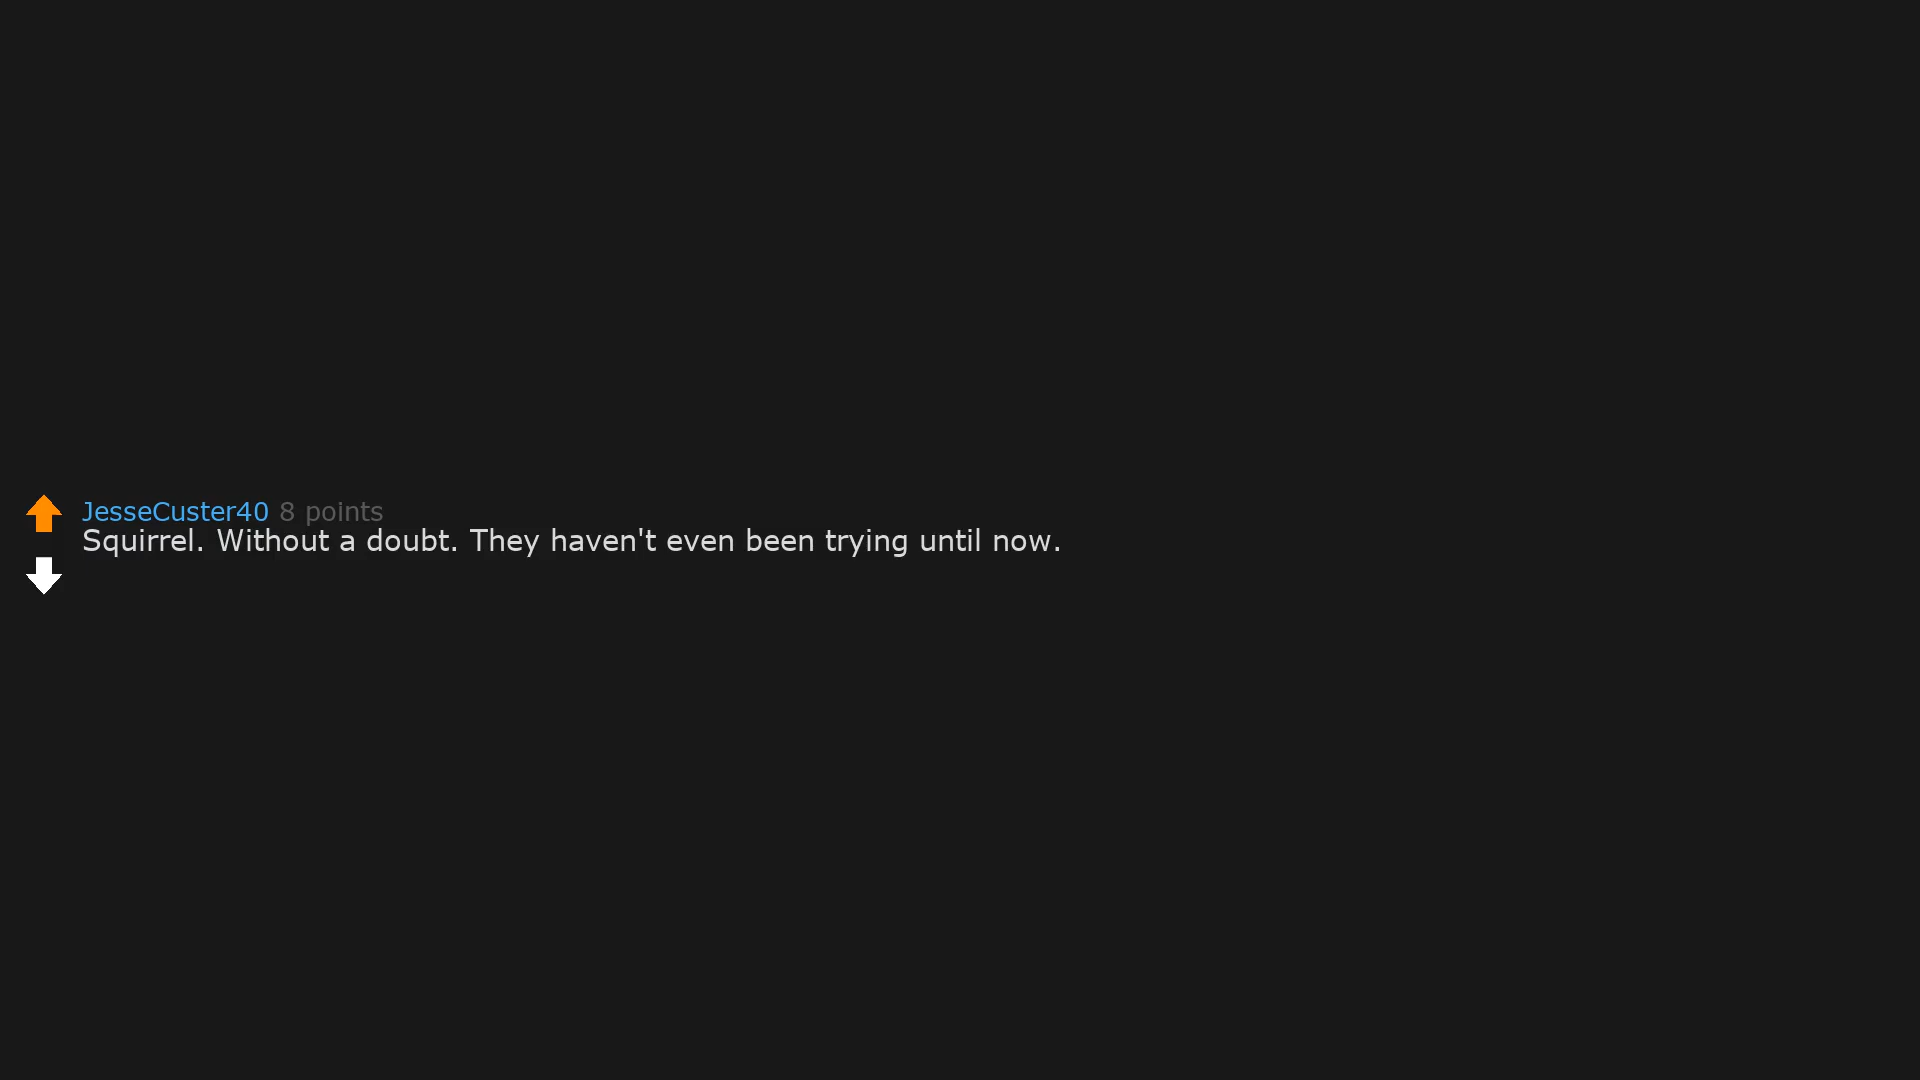 JesseCuster40 8 points
Squirrel. Without a doubt. They haven't even been trying until now.